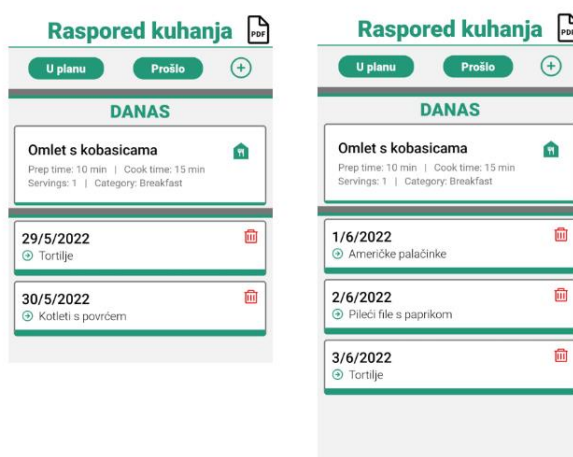 Raspored kuhanja
PDF
U planu
Prošlo
DANAS
Omlet s kobasicama
Prep time: 10 min | Cook time: 15 min
Servings: 1 | Category: Breakfast
29/5/2022
Tortilje
30/5/2022
Kotleti s povrćem
Raspored kuhanja
PDF
U planu
Prošlo
DANAS
Omlet s kobasicama
Prep time: 10 min | Cook time: 15 min
Servings: 1 | Category: Breakfast
1/6/2022
Američke palačinke
2/6/2022
Pileći file s paprikom
3/6/2022
Tortilje